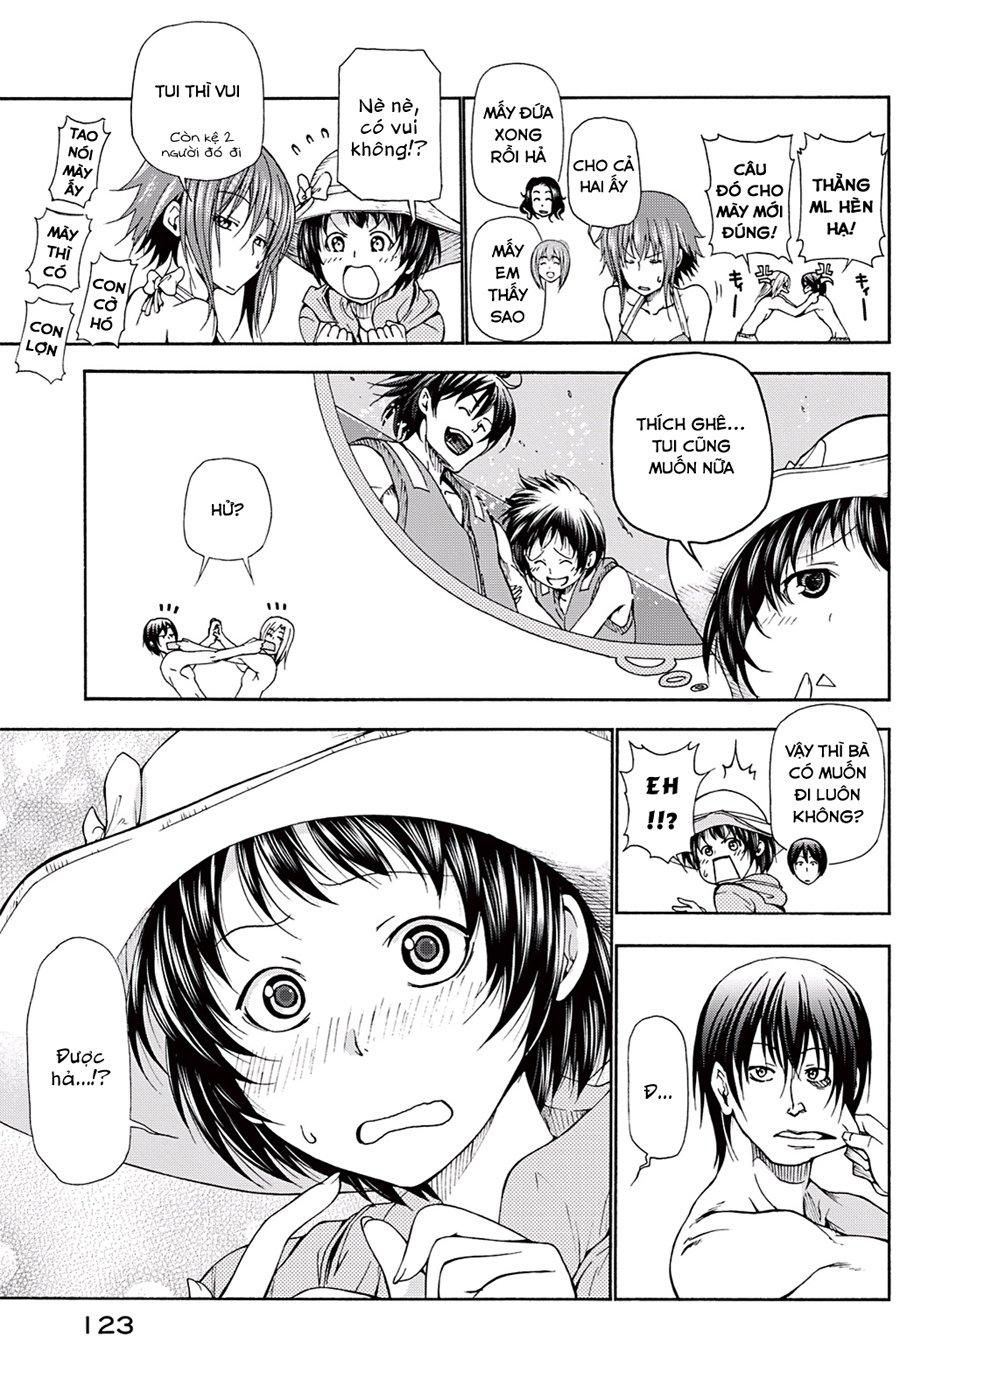 THẰNG
ML HÈN
HẠ!
CÂU
ĐÓ CHO
MÀY MỚI
ĐÚNG!
MẤY ĐỨA
XONG
RỒI HẢ
CHO CẢ
HAI ẤY
MẤY
EM
THẤY
SAO
Nè nè,
có vui
không!?
TUI THÌ VUI
Còn kệ 2
người đó đi
TAO
NÓI
MÀY
ẤY
MÀY
THÌ
CÓ
CON
CỜ
HÓ
CON
LỢN
THÍCH GHÊ...
TUI CŨNG
MUỐN NỮA
HỬ?
VẬY THÌ BÀ
CÓ MUỐN
ĐI LUÔN
KHÔNG?
EH
!!?
Đ...
Được
hả...!?
123